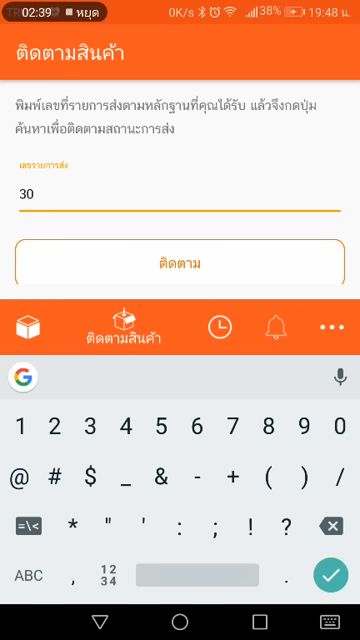 02:39 หยุด 0K/s 38% 19:48 น.
ติดตามสินค้า
พิมพ์เลขที่รายการส่งตามหลักฐานที่คุณได้รับ แล้วจึงกดปุ่ม
ค้นหาเพื่อติดตามสถานะการส่ง
เลขรายการส่ง
30
ติดตาม
ติดตามสินค้า
G
1 2 3 4 5 6 7 8 9 0
@ # $ _ & - + ( ) /
=\< * " ' : ; ! ?
ABC , 12 34 .